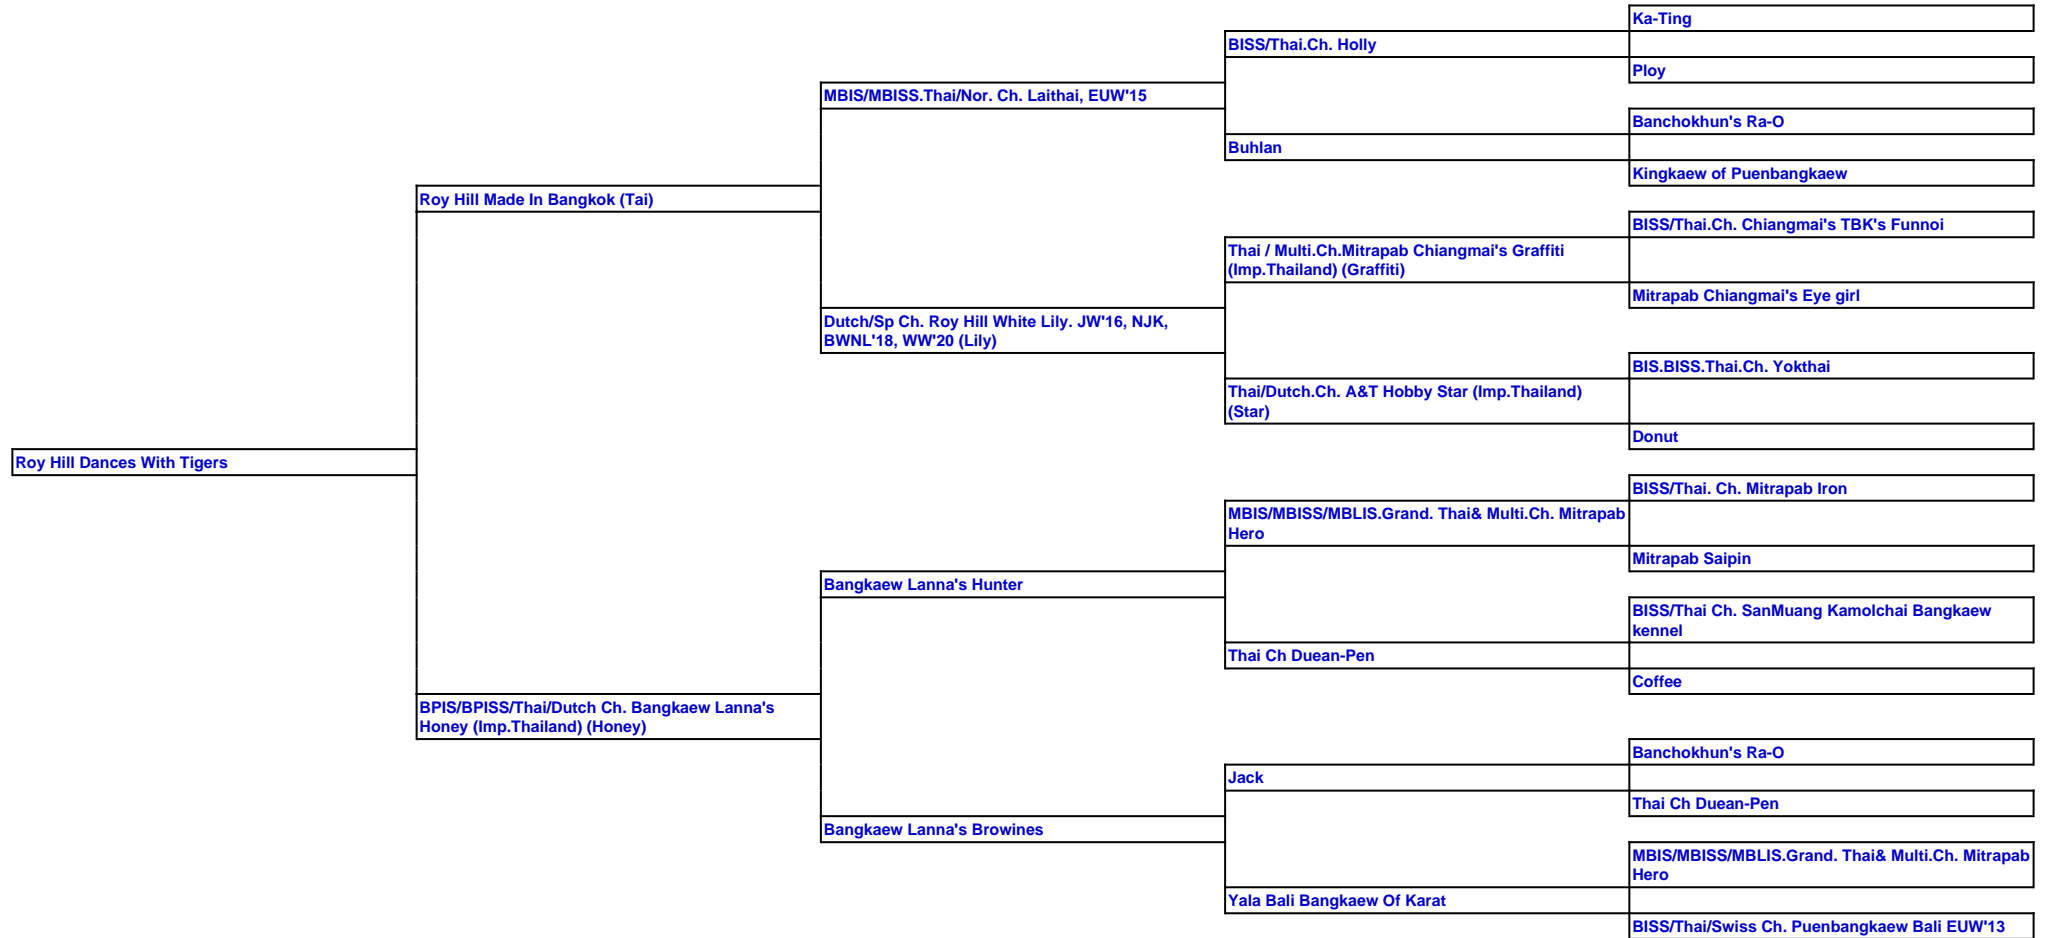 Ka-Ting
BISS/Thai.Ch. Holly
Ploy
MBIS/MBISS.Thai/Nor. Ch. Laithai, EUW'15
Banchokhun's Ra-O
Buhlan
Kingkaew of Puenbangkaew
Roy Hill Made In Bangkok (Tai)
BISS/Thai.Ch. Chiangmai's TBK's Funnoi
Thai / Multi.Ch.Mitrapab Chiangmai's Graffiti
(Imp.Thailand) (Graffiti)
Mitrapab Chiangmai's Eye girl
Dutch/Sp Ch. Roy Hill White Lily. JW'16, NJK,
BWNL'18, WW'20 (Lily)
BIS.BISS.Thai.Ch. Yokthai
Thai/Dutch.Ch. A&T Hobby Star (Imp.Thailand)
(Star)
Donut
Roy Hill Dances With Tigers
BISS/Thai. Ch. Mitrapab Iron
MBIS/MBISS/MBLIS.Grand. Thai& Multi.Ch. Mitrapab
Hero
Mitrapab Saipin
Bangkaew Lanna's Hunter
BISS/Thai Ch. SanMuang Kamolchai Bangkaew
kennel
Thai Ch Duean-Pen
Coffee
BPIS/BPISS/Thai/Dutch Ch. Bangkaew Lanna's
Honey (Imp.Thailand) (Honey)
Banchokhun's Ra-O
Jack
Thai Ch Duean-Pen
Bangkaew Lanna's Browines
MBIS/MBISS/MBLIS.Grand. Thai& Multi.Ch. Mitrapab
Hero
Yala Bali Bangkaew Of Karat
BISS/Thai/Swiss Ch. Puenbangkaew Bali EUW'13